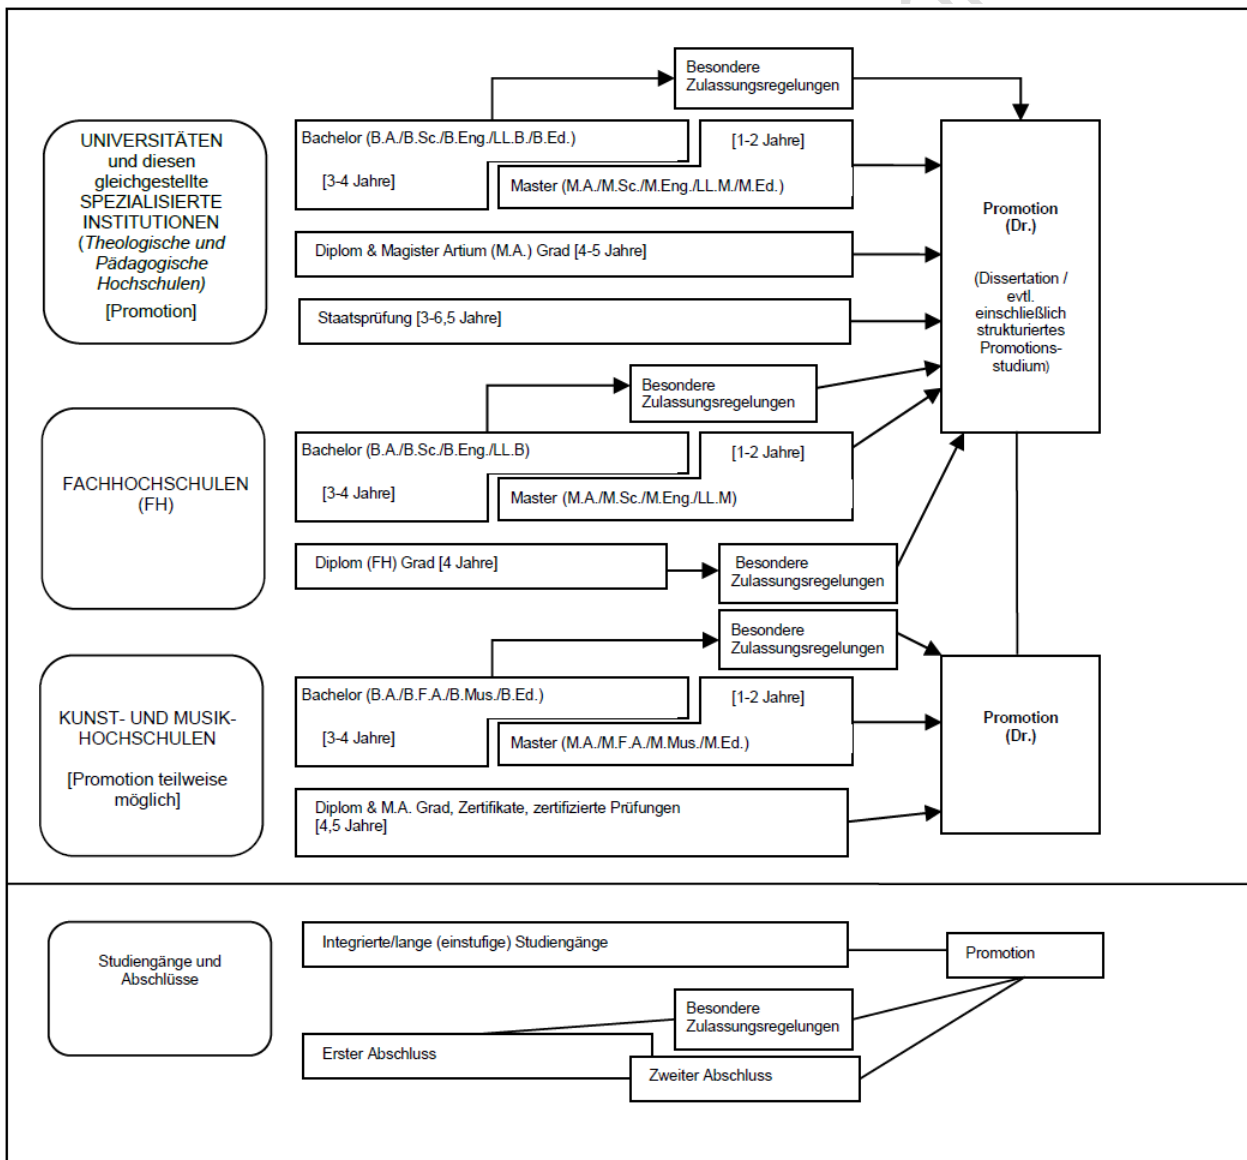 Besondere
Zulassungsregelungen
UNIVERSITÄTEN
und diesen
gleichgestellte
SPEZIALISIERTE
INSTITUTIONEN
(Theologische und
Pädagogische
Hochschulen)
[Promotion]
Bachelor (B.A./B.Sc./B.Eng./LL.B./B.Ed.)
[3-4 Jahre]
[1-2 Jahre]
Master (M.A./M.Sc./M.Eng./LL.M./M.Ed.)
Diplom & Magister Artium (M.A.) Grad [4-5 Jahre]
Staatsprüfung [3-6,5 Jahre]
Promotion
(Dr.)
(Dissertation /
evtl.
einschließlich
strukturiertes
Promotions-
studium)
Besondere
Zulassungsregelungen
FACHHOCHSCHULEN
(FH)
Bachelor (B.A./B.Sc./B.Eng./LL.B)
[3-4 Jahre]
[1-2 Jahre]
Master (M.A./M.Sc./M.Eng./LL.M)
Diplom (FH) Grad [4 Jahre]
Besondere
Zulassungsregelungen
Besondere
Zulassungsregelungen
KUNST- UND MUSIK-
HOCHSCHULEN
[Promotion teilweise
möglich]
Bachelor (B.A./B.F.A./B.Mus./B.Ed.)
[3-4 Jahre]
[1-2 Jahre]
Master (M.A./M.F.A./M.Mus./M.Ed.)
Diplom & M.A. Grad, Zertifikate, zertifizierte Prüfungen
[4,5 Jahre]
Promotion
(Dr.)
Studiengänge und
Abschlüsse
Integrierte/lange (einstufige) Studiengänge
Promotion
Besondere
Zulassungsregelungen
Erster Abschluss
Zweiter Abschluss